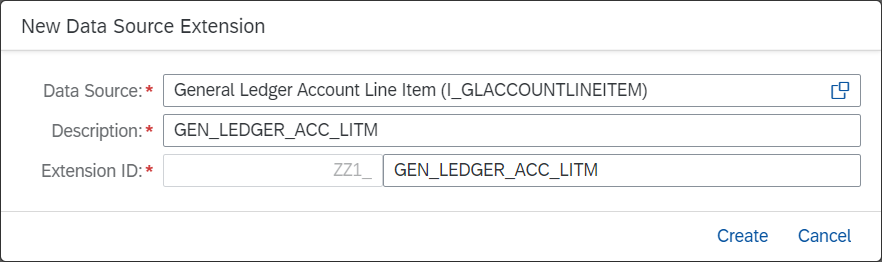 New Data Source Extension
Data Source:* General Ledger Account Line Item (I_GLACCOUNTLINEITEM)
Description:* GEN_LEDGER_ACC_LITM
Extension ID:* ZZ1_ GEN_LEDGER_ACC_LITM
Create Cancel